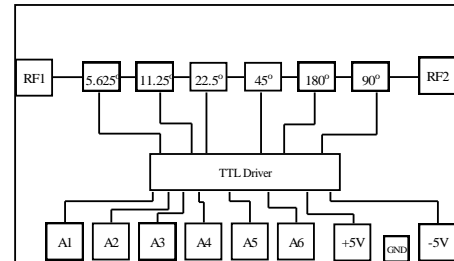 RF1 5.625° 11.25° 22.5° 45° 180° 90° RF2
TTL Driver
A1 A2 A3 A4 A5 A6 +5V GND -5V